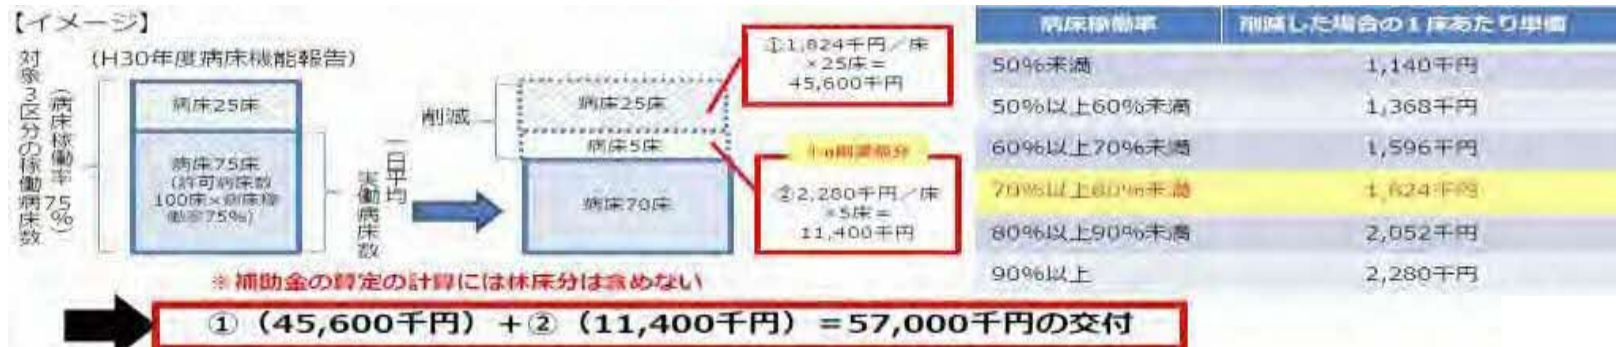 【イメージ】
(H30年度病床機能報告)
対象3区分の稼働病床数
(病床稼働率75%)
病床25床
病床75床
(許可病床数
100床×病床稼
働率75%)
一日平均
実働病床数
削減
病床25床
病床5床
病床70床
①1,824千円/床
×25床=
45,600千円
②2,280千円/床
×5床=
11,400千円
※補助金の算定の計算には休床分は含めない
①(45,600千円)+②(11,400千円)=57,000千円の交付
病床稼働率 削減した場合の1床あたり単価
50%未満 1,140千円
50%以上60%未満 1,368千円
60%以上70%未満 1,596千円
70%以上80%未満 1,824千円
80%以上90%未満 2,052千円
90%以上 2,280千円